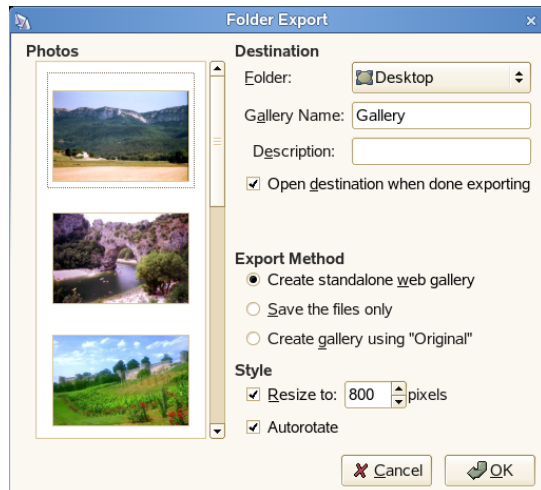 Folder Export
Photos
Destination
Folder:
Desktop
Gallery Name:
Gallery
Description:
Open destination when done exporting
Export Method
Create standalone web gallery
Save the files only
Create gallery using "Original"
Style
Resize to: 800 pixels
Autorotate
Cancel
OK